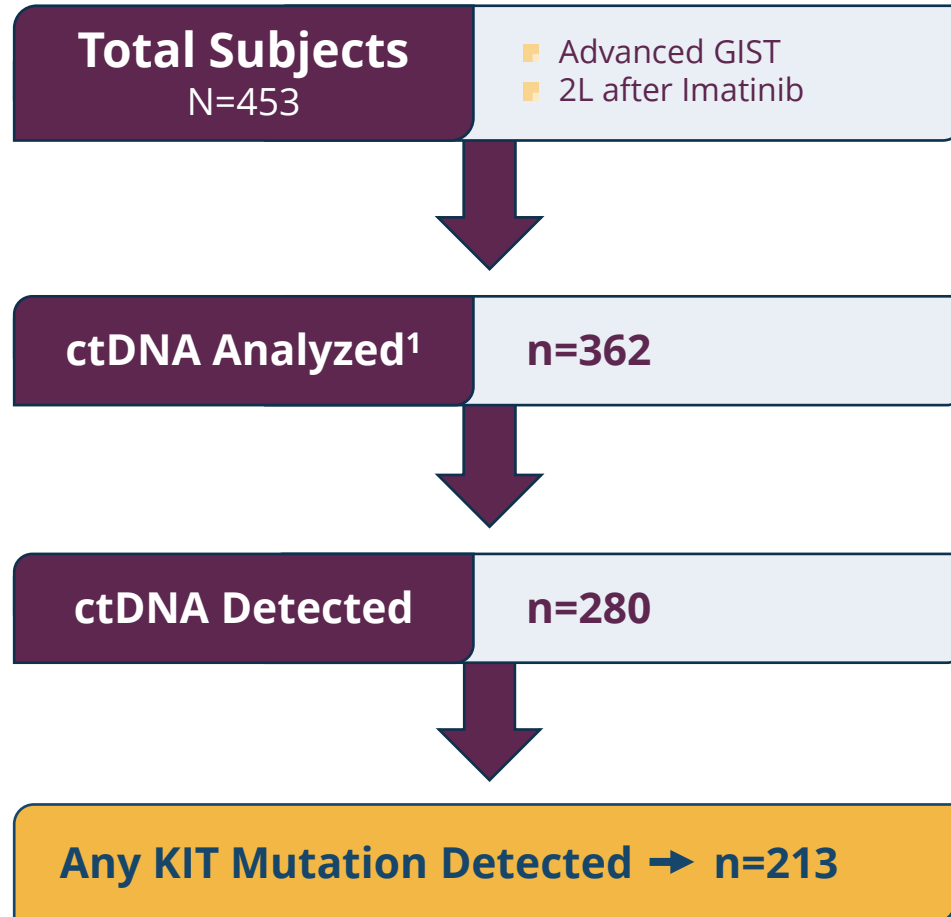 Total Subjects
N=453
Advanced GIST
2L after Imatinib
ctDNA Analyzed¹
n=362
ctDNA Detected
n=280
Any KIT Mutation Detected → n=213